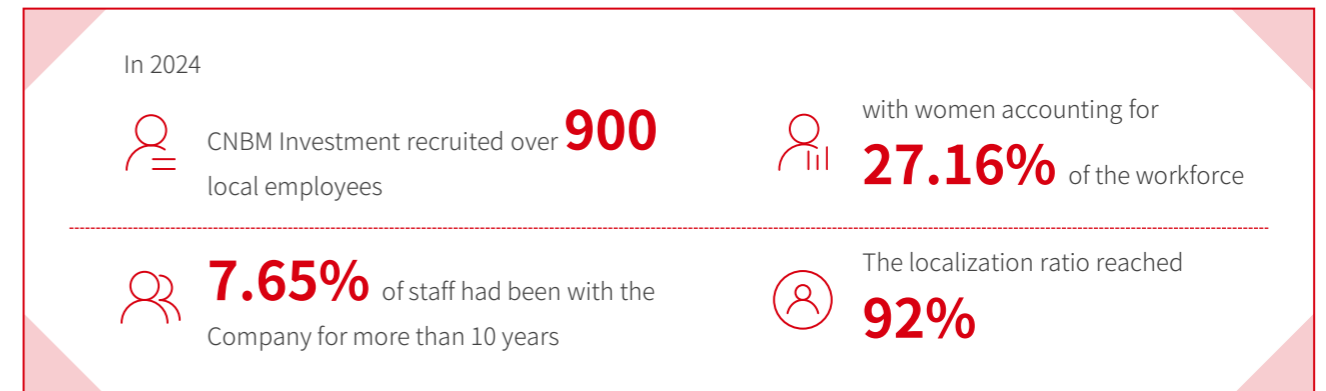 In 2024
CNBM Investment recruited over 900
local employees
with women accounting for
27.16% of the workforce
7.65% of staff had been with the
Company for more than 10 years
The localization ratio reached
92%